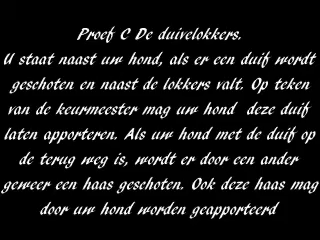 Proef C De duivelokkers.
U staat naast uw hond, als er een duif wordt
geschoten en naast de lokkers valt. Op teken
van de keurmeester mag uw hond deze duif
laten apporteren. Als uw hond met de duif op
de terug weg is, wordt er door een ander
geweer een haas geschoten. Ook deze haas mag
door uw hond worden geapporteerd